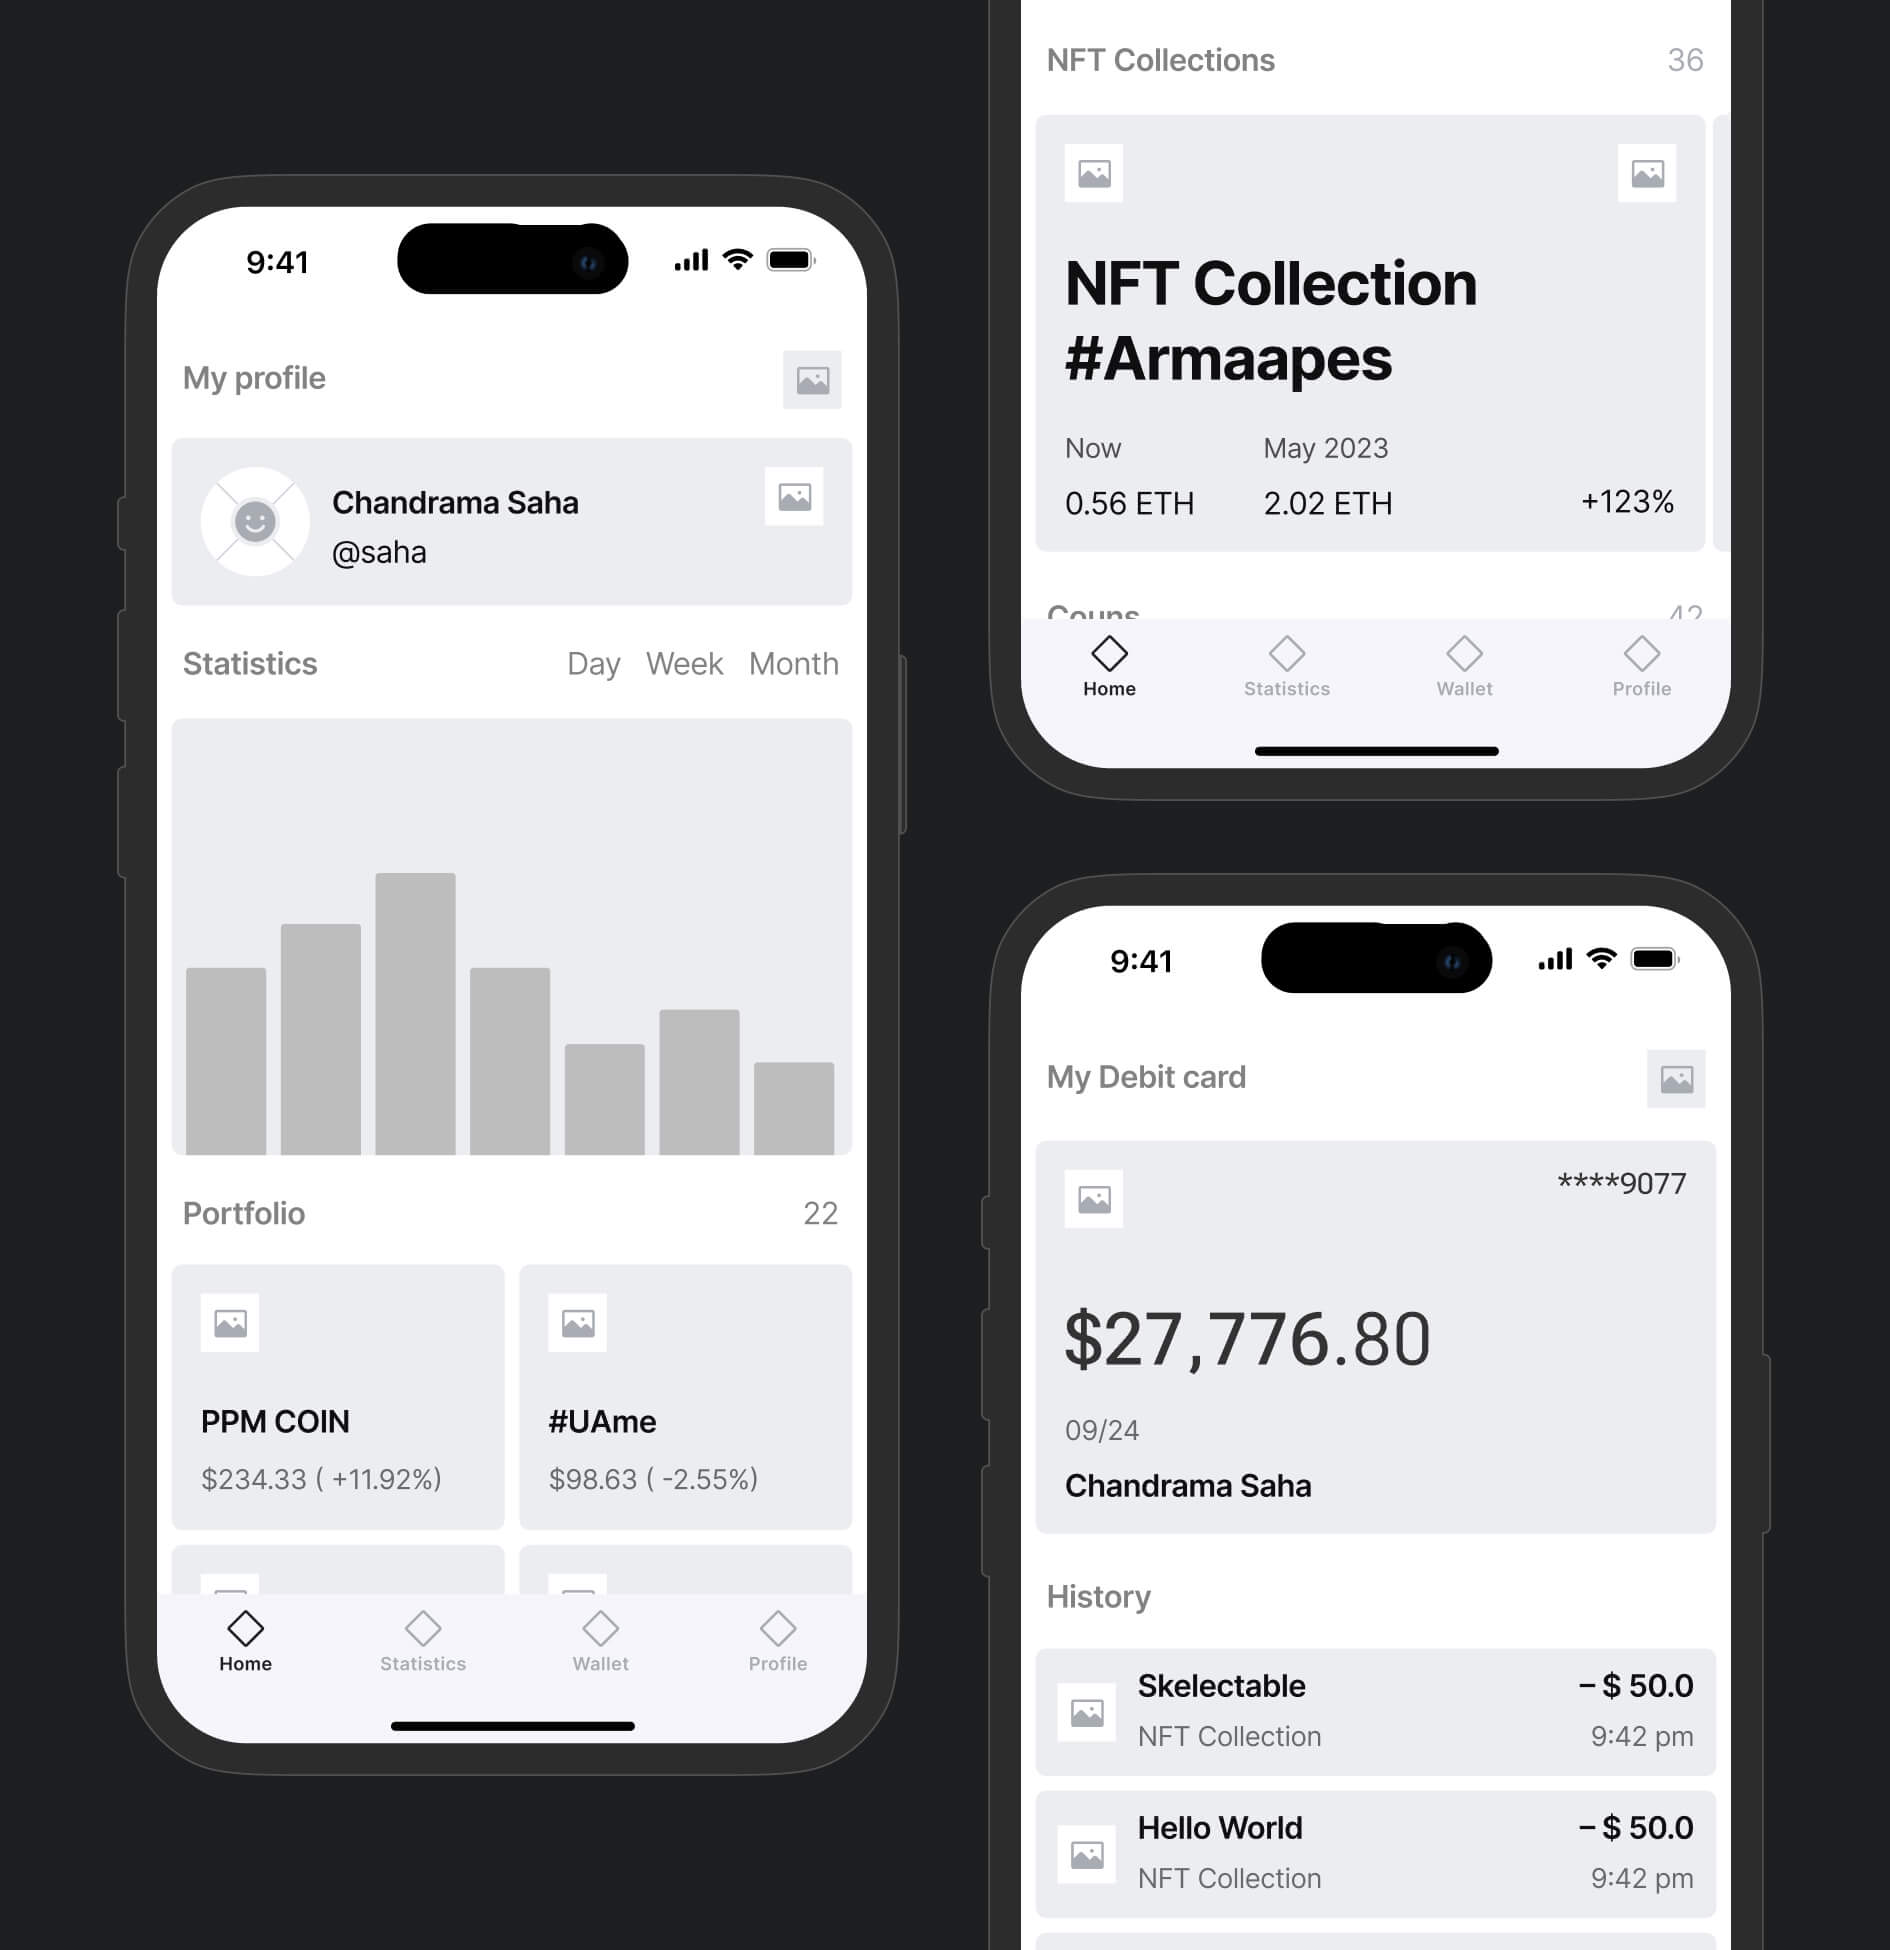 9:41
My profile
Chandrama Saha
@saha
Statistics Day Week Month
Portfolio 22
PPM COIN
$234.33 ( +11.92%)
#UAme
$98.63 ( -2.55%)
Home Statistics Wallet Profile
NFT Collections 36
NFT Collection
#Armaapes
Now May 2023
0.56 ETH 2.02 ETH +123%
Couns 42
Home Statistics Wallet Profile
9:41
My Debit card
****9077
$27,776.80
09/24
Chandrama Saha
History
Skelectable – $ 50.0
NFT Collection 9:42 pm
Hello World – $ 50.0
NFT Collection 9:42 pm